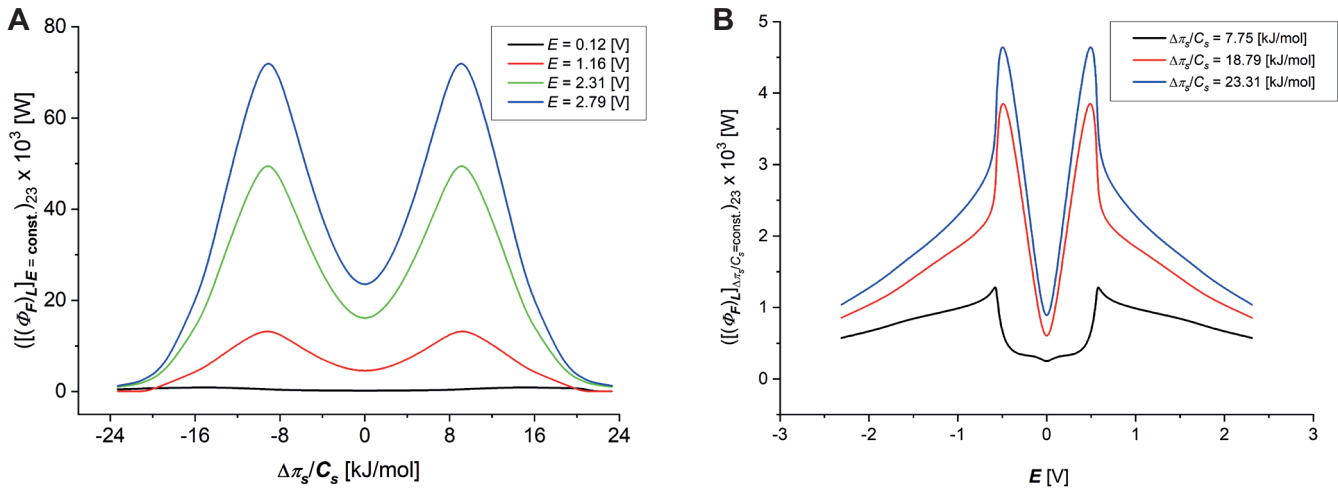 A
([(Φ_F)_L]_E = const.)_23 x 10^3 [W]
80
60
40
20
0
E = 0.12 [V]
E = 1.16 [V]
E = 2.31 [V]
E = 2.79 [V]
-24 -16 -8 0 8 16 24
Δπ_s/C_s [kJ/mol]
B
([(Φ_F)_L]_Δπ_s/C_s=const.)_23 x 10^3 [W]
5
4
3
2
1
0
Δπ_s/C_s = 7.75 [kJ/mol]
Δπ_s/C_s = 18.79 [kJ/mol]
Δπ_s/C_s = 23.31 [kJ/mol]
-3 -2 -1 0 1 2 3
E [V]